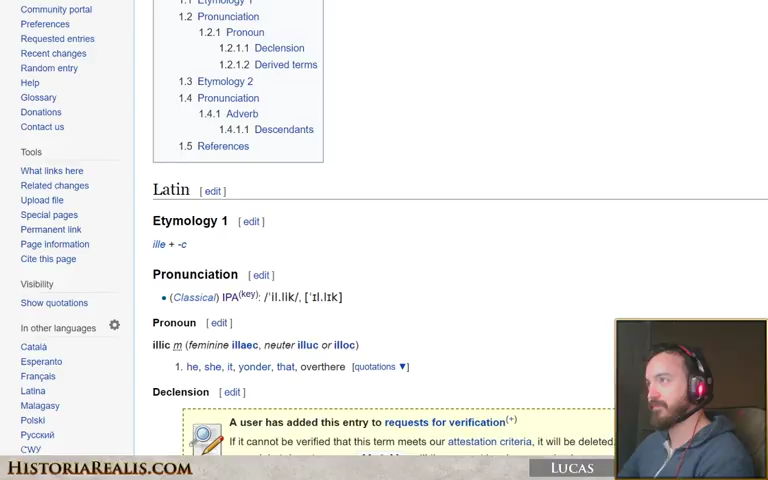 Community portal
Preferences
Requested entries
Recent changes
Random entry
Help
Glossary
Donations
Contact us
Tools
What links here
Related changes
Upload file
Special pages
Permanent link
Page information
Cite this page
Visibility
Show quotations
In other languages
Català
Esperanto
Français
Latina
Malagasy
Polski
Русский
ᏣᎳᎩ
1.1 Etymology 1
1.2 Pronunciation
1.2.1 Pronoun
1.2.1.1 Declension
1.2.1.2 Derived terms
1.3 Etymology 2
1.4 Pronunciation
1.4.1 Adverb
1.4.1.1 Descendants
1.5 References
Latin [ edit ]
Etymology 1 [ edit ]
ille + -c
Pronunciation [ edit ]
• (Classical) IPA(key): /ˈil.lik/, [ˈɪl.lɪk]
Pronoun [ edit ]
illic m (feminine illaec, neuter illuc or illoc)
1. he, she, it, yonder, that, overthere [quotations ▼]
Declension [ edit ]
A user has added this entry to requests for verification(+)
If it cannot be verified that this term meets our attestation criteria, it will be deleted.
HISTORIAREALIS.COM
LUCAS